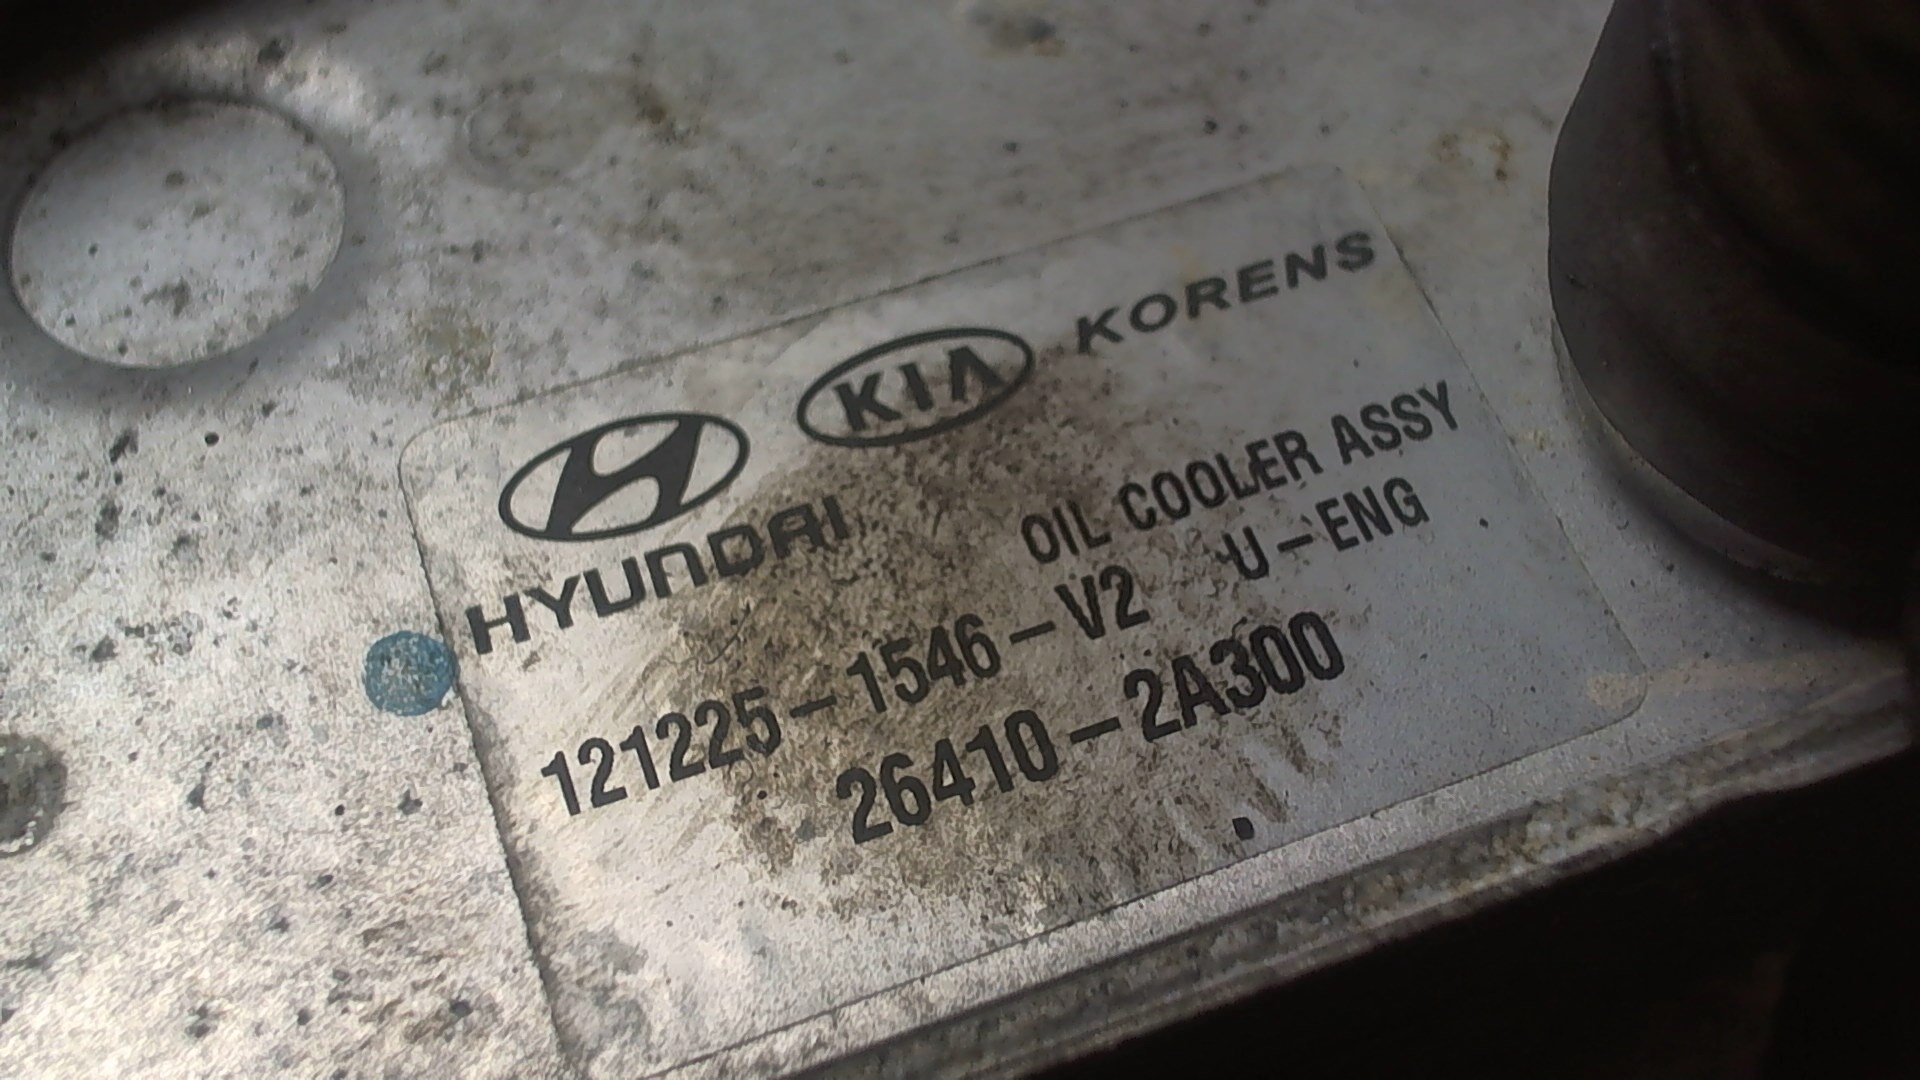 HYUNDAI KIA KORENS
OIL COOLER ASSY
121225-1546-V2 U-ENG
26410-2A300